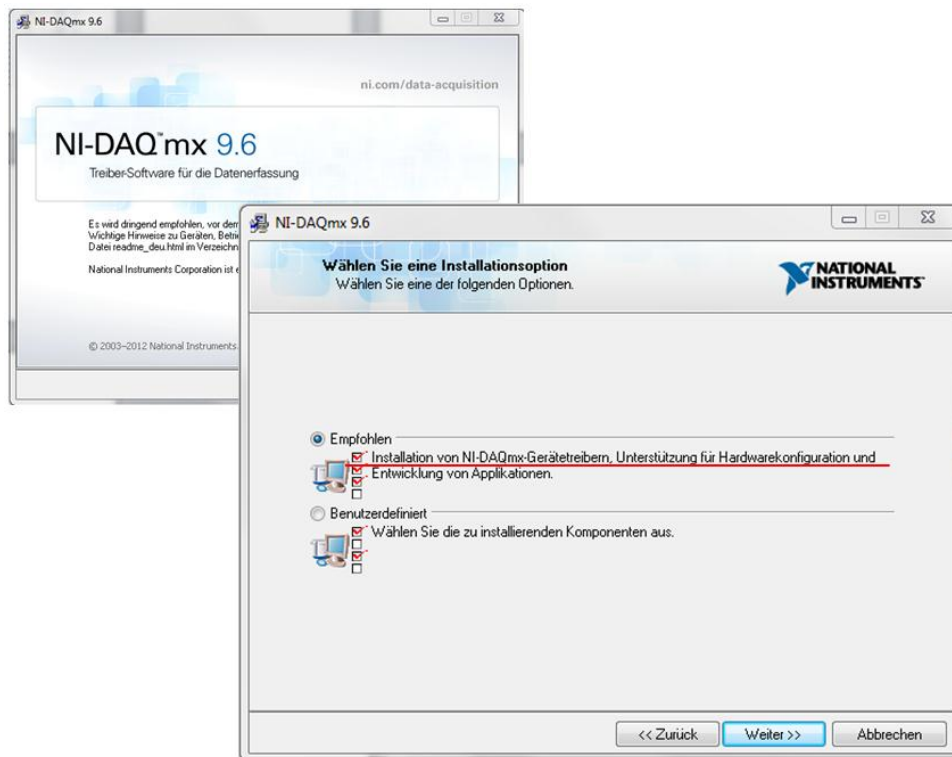 NI-DAQmx 9.6
ni.com/data-acquisition
NI-DAQ™mx 9.6
Treiber-Software für die Datenerfassung
Es wird dringend empfohlen, vor dem
Wichtige Hinweise zu Geräten,
Datei readme_deu.html im
National Instruments Corporation ist
© 2003–2012 National Instruments.
NI-DAQmx 9.6
Wählen Sie eine Installationsoption
Wählen Sie eine der folgenden Optionen.
NATIONAL
INSTRUMENTS™
Empfohlen
Installation von NI-DAQmx-Gerätetreibern, Unterstützung für Hardwarekonfiguration und
Entwicklung von Applikationen.
Benutzerdefiniert
Wählen Sie die zu installierenden Komponenten aus.
<< Zurück
Weiter >>
Abbrechen